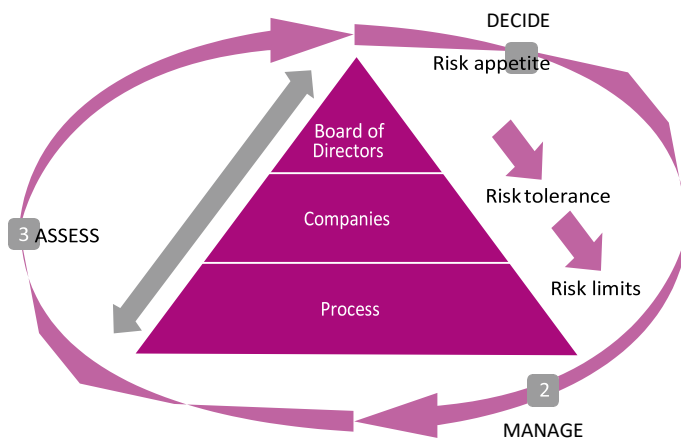 DECIDE
Risk appetite
Board of
Directors
Risk tolerance
Companies
3 ASSESS
Risk limits
Process
2
MANAGE